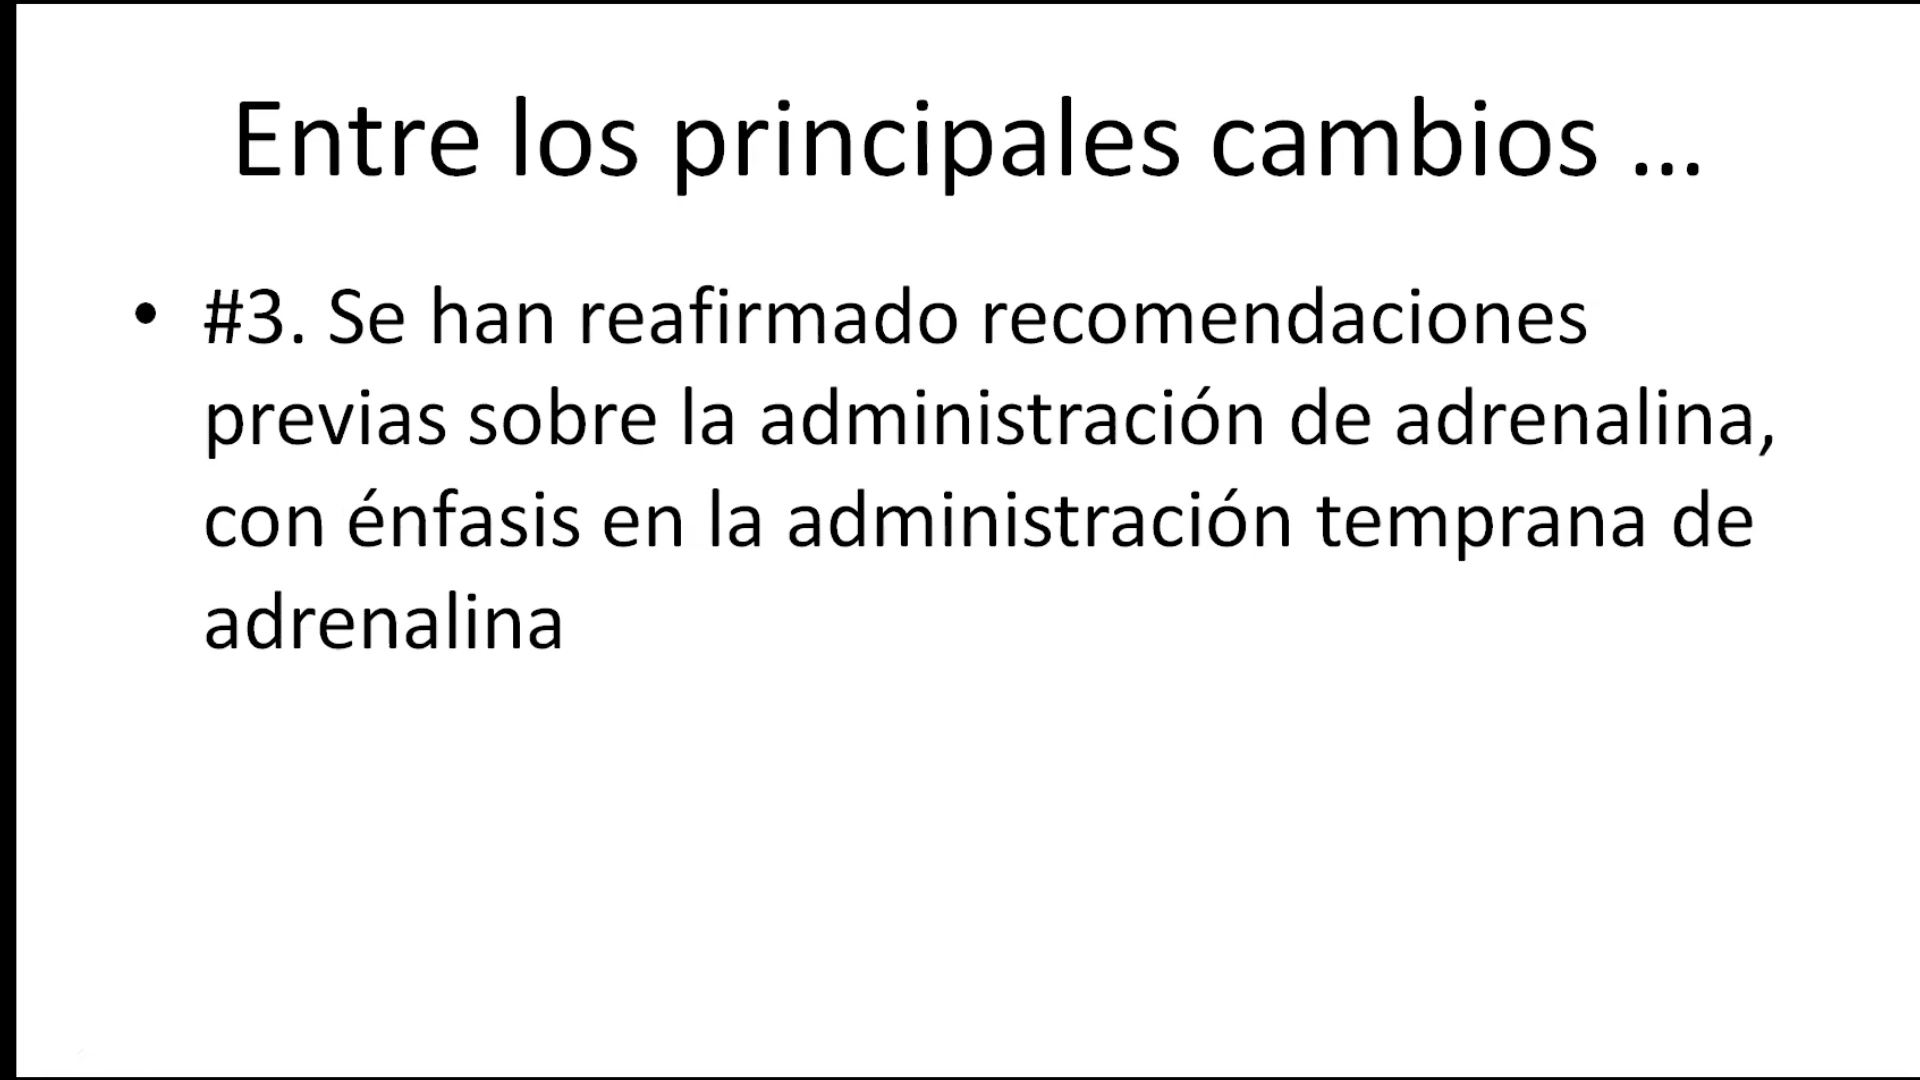 Entre los principales cambios ...
• #3. Se han reafirmado recomendaciones
previas sobre la administración de adrenalina,
con énfasis en la administración temprana de
adrenalina